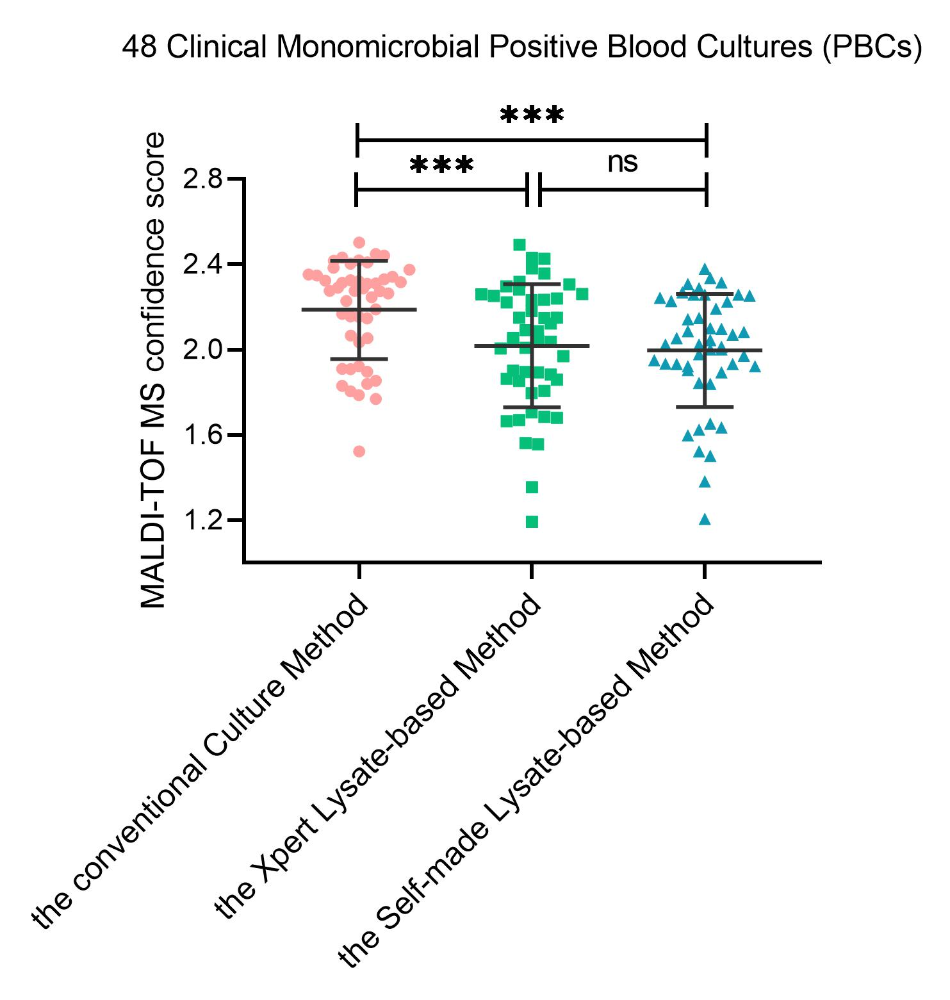 48 Clinical Monomicrobial Positive Blood Cultures (PBCs)
***
***
ns
MALDI-TOF MS confidence score
2.8
2.4
2.0
1.6
1.2
the conventional Culture Method
the Xpert Lysate-based Method
the Self-made Lysate-based Method